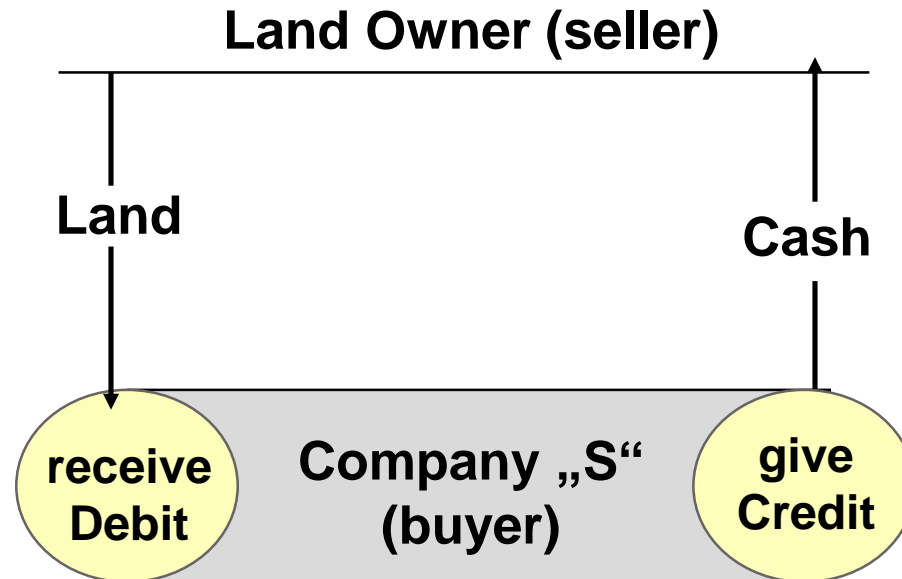 Land Owner (seller)
Land
Cash
receive
Debit
Company „S“
(buyer)
give
Credit